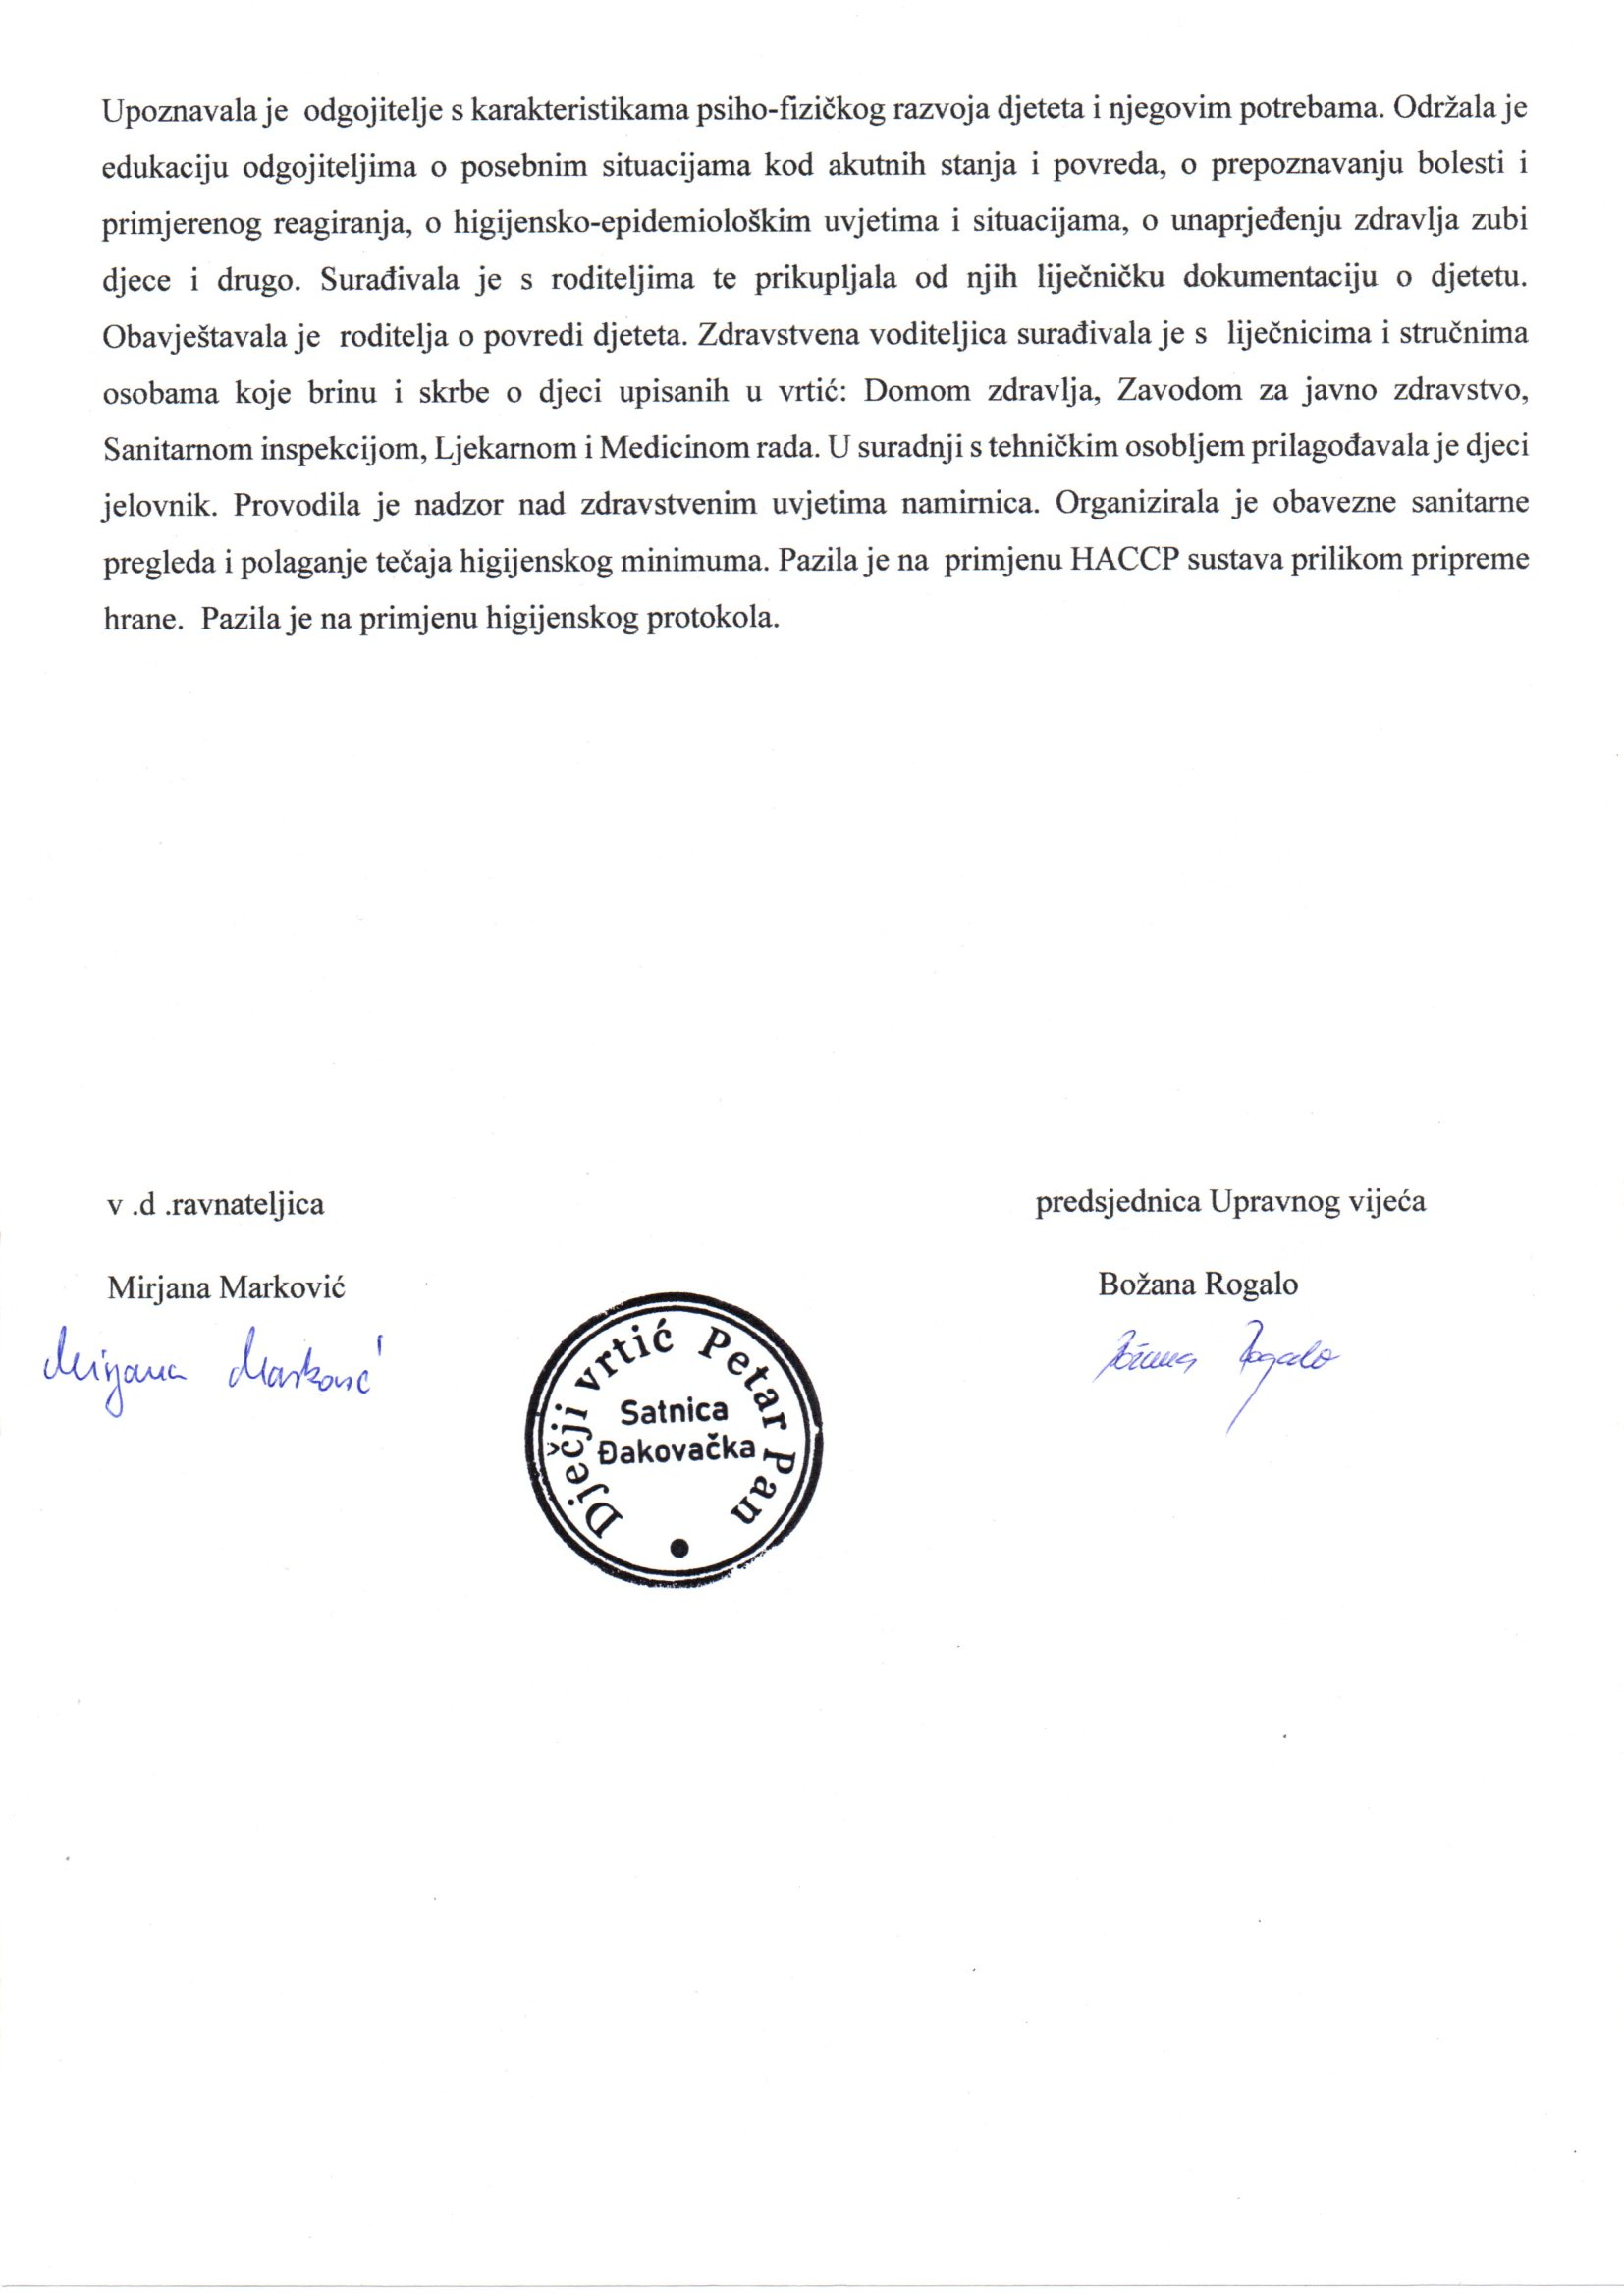 Upoznavala je  odgojitelje s karakteristikama psiho-fizičkog razvoja djeteta i njegovim potrebama. Održala je
edukaciju odgojiteljima o posebnim situacijama kod akutnih stanja i povreda, o prepoznavanju bolesti i
primjerenog reagiranja, o higijensko-epidemiološkim uvjetima i situacijama, o unaprjeđenju zdravlja zubi
djece i drugo. Surađivala je s roditeljima te prikupljala od njih liječničku dokumentaciju o djetetu.
Obavještavala je  roditelja o povredi djeteta. Zdravstvena voditeljica surađivala je s  liječnicima i stručnima
osobama koje brinu i skrbe o djeci upisanih u vrtić: Domom zdravlja, Zavodom za javno zdravstvo,
Sanitarnom inspekcijom, Ljekarnom i Medicinom rada. U suradnji s tehničkim osobljem prilagođavala je djeci
jelovnik. Provodila je nadzor nad zdravstvenim uvjetima namirnica. Organizirala je obavezne sanitarne
pregleda i polaganje tečaja higijenskog minimuma. Pazila je na  primjenu HACCP sustava prilikom pripreme
hrane.  Pazila je na primjenu higijenskog protokola.
v .d .ravnateljica
predsjednica Upravnog vijeća
Mirjana Marković
Božana Rogalo
Mirjana Marković
Božana Rogalo
Dječji vrtić Petar Pan
Satnica
Đakovačka